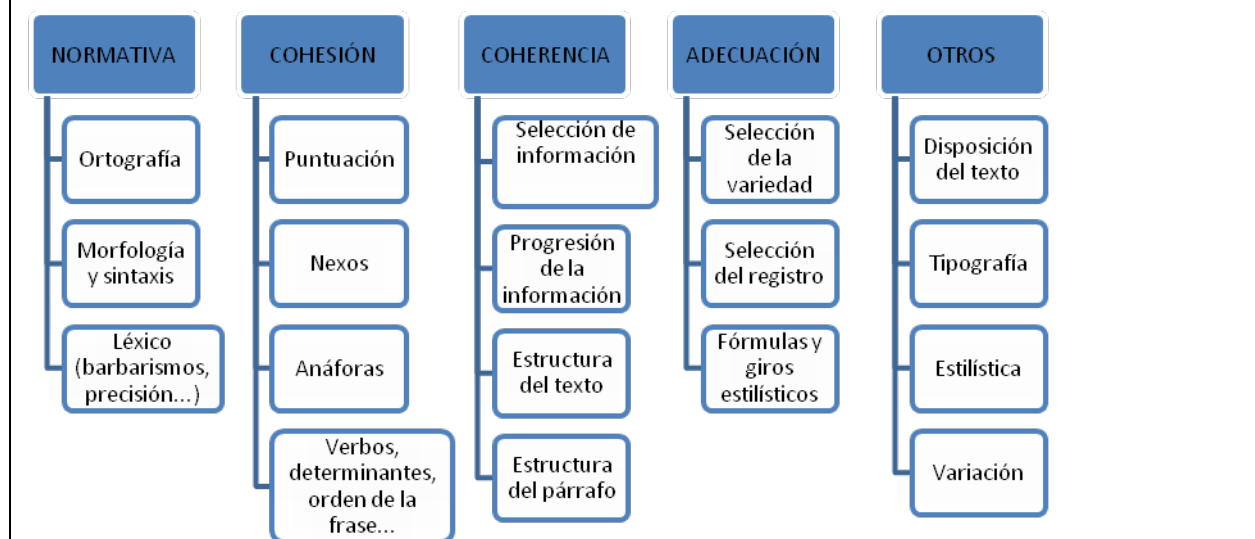 NORMATIVA
Ortografía
Morfología
y sintaxis
Léxico
(barbarismos,
precisión...)
COHESIÓN
Puntuación
Nexos
Anáforas
Verbos,
determinantes,
orden de la
frase...
COHERENCIA
Selección de
información
Progresión
de la
información
Estructura
del texto
Estructura
del párrafo
ADECUACIÓN
Selección
de la
variedad
Selección
del registro
Fórmulas y
giros
estilísticos
OTROS
Disposición
del texto
Tipografía
Estilística
Variación